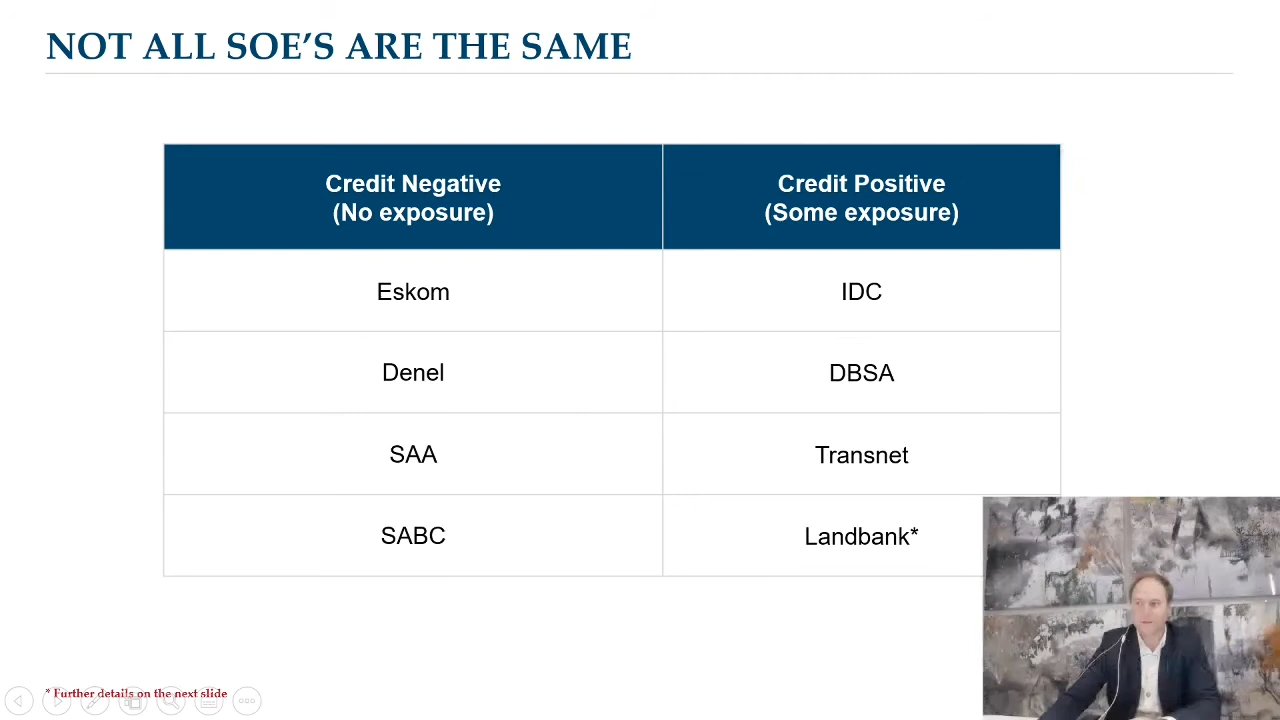 NOT ALL SOE'S ARE THE SAME
Credit Negative
(No exposure)
Credit Positive
(Some exposure)
Eskom
IDC
Denel
DBSA
SAA
Transnet
SABC
Landbank*
* Further details on the next slide